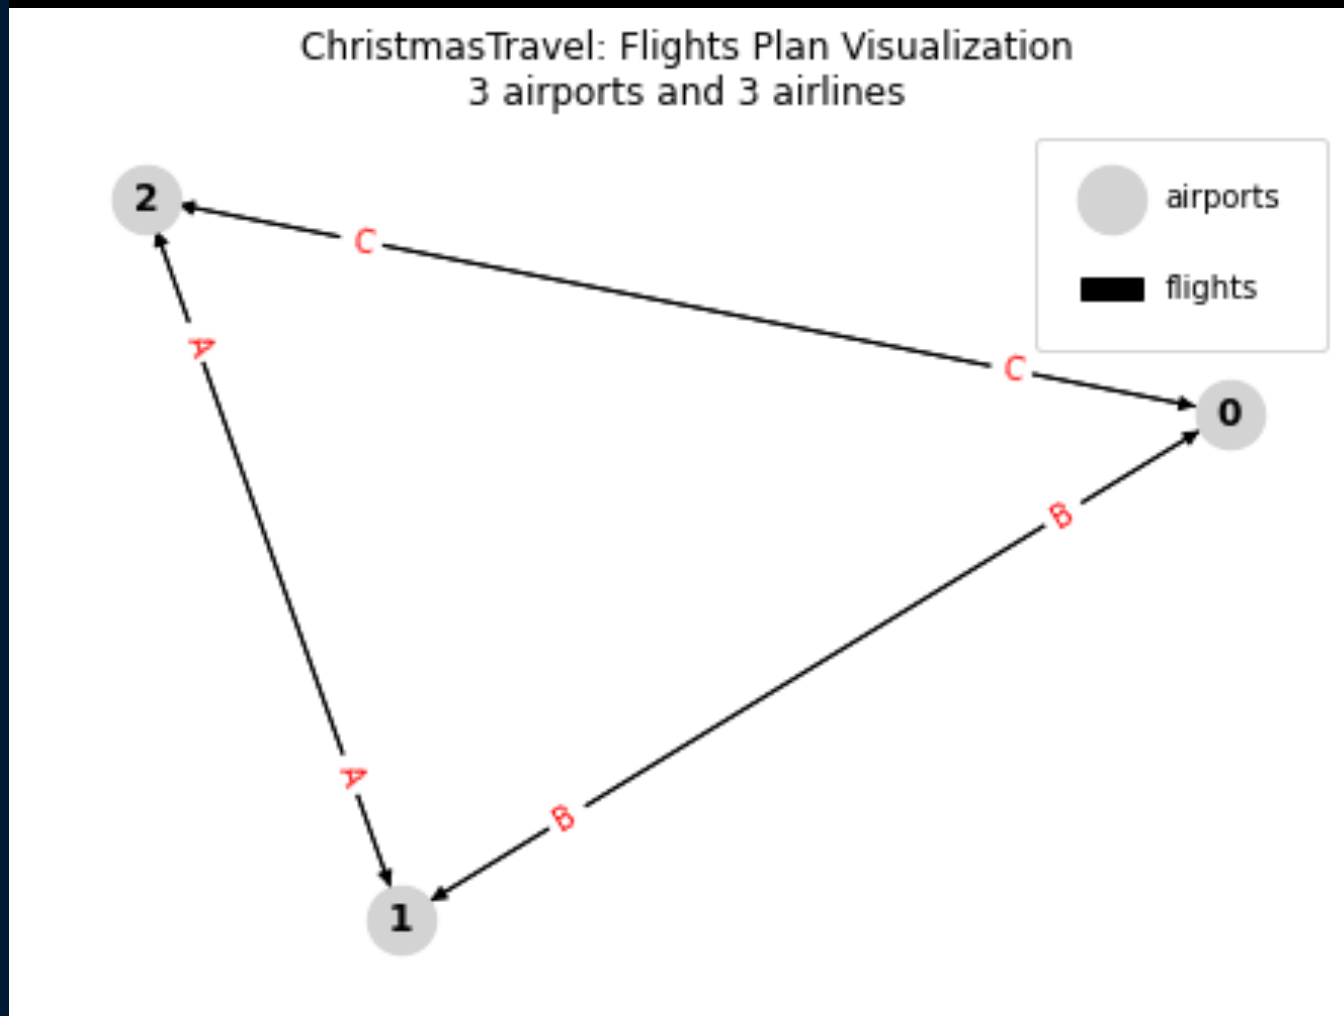 ChristmasTravel: Flights Plan Visualization
3 airports and 3 airlines
2
airports
C
flights
A
C
0
B
A
B
1